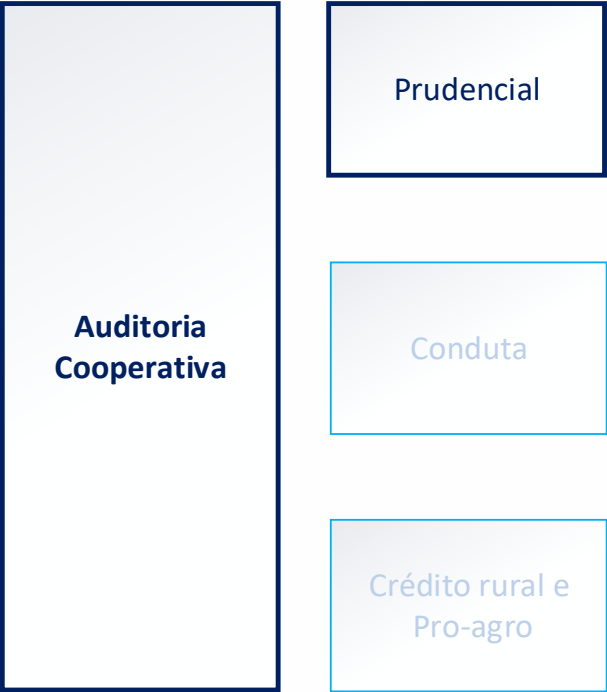 Prudencial
Auditoria
Cooperativa
Conduta
Crédito rural e
Pro-agro